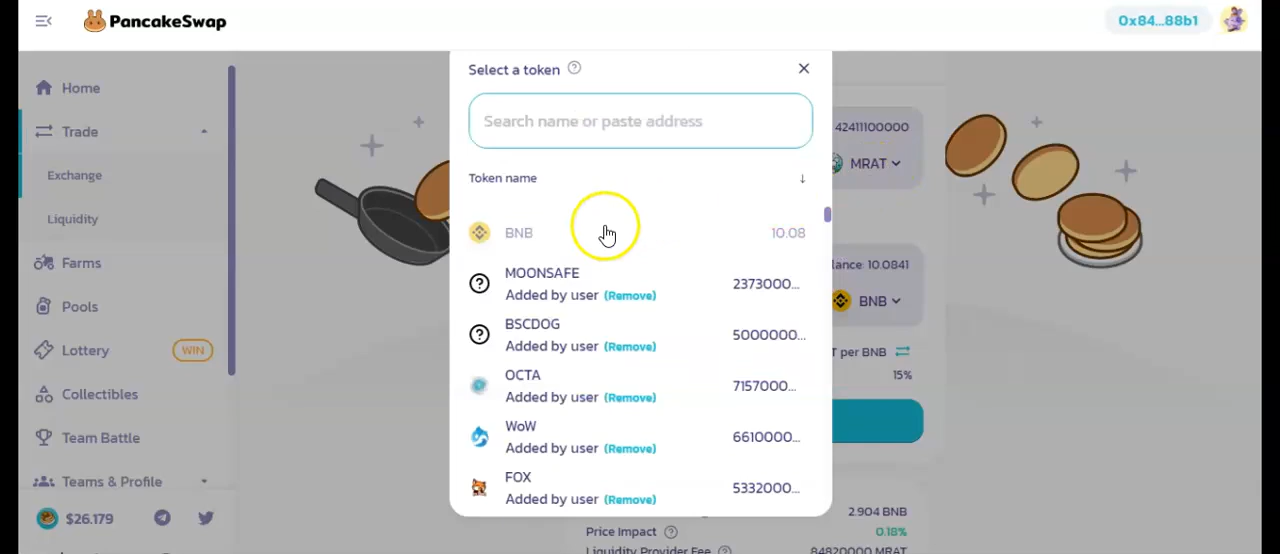 PancakeSwap
0x84...88b1
Home
Trade
Exchange
Liquidity
Farms
Pools
Lottery
WIN
Collectibles
Team Battle
Teams & Profile
$26.179
Select a token
Search name or paste address
Token name
BNB 10.08
MOONSAFE
Added by user (Remove) 2373000...
BSCDOG
Added by user (Remove) 5000000...
OCTA
Added by user (Remove) 7157000...
WoW
Added by user (Remove) 6610000...
FOX
Added by user (Remove) 5332000...
42411100000
MRAT
10.0841
BNB
per BNB
15%
2.904 BNB
Price Impact 0.18%
Liquidity Provider Fee 84820000 MRAT